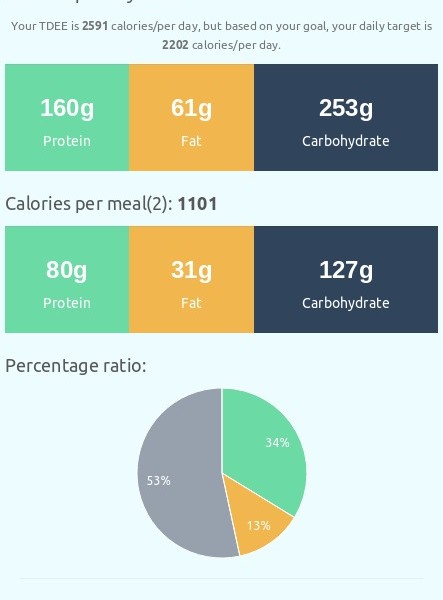 Your TDEE is 2591 calories/per day, but based on your goal, your daily target is
2202 calories/per day.
160g 61g 253g
Protein Fat Carbohydrate
Calories per meal(2): 1101
80g 31g 127g
Protein Fat Carbohydrate
Percentage ratio:
34%
53%
13%